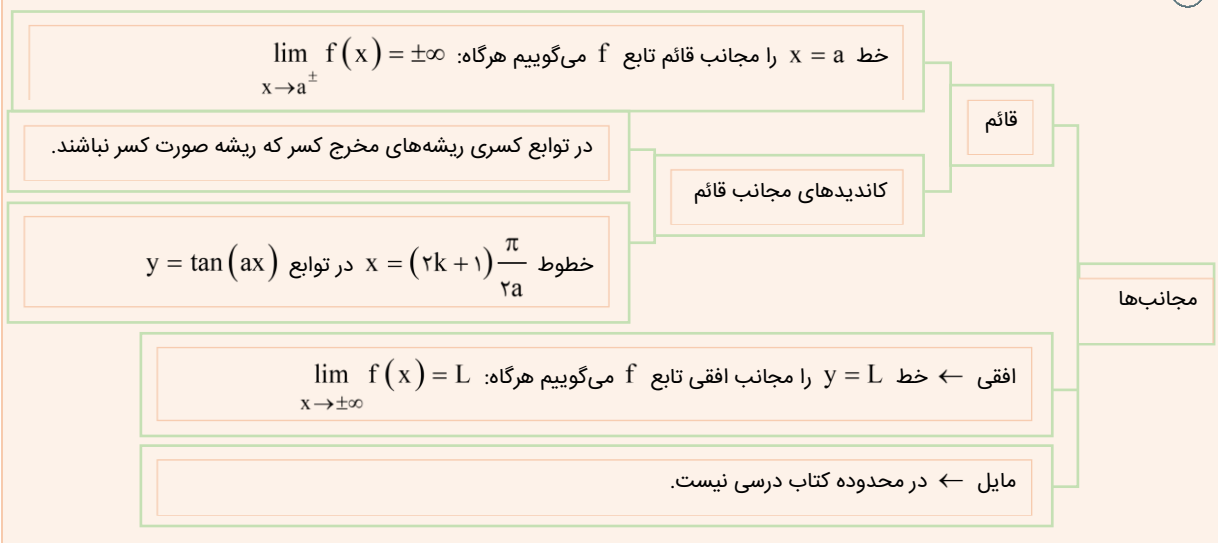 مجانب‌ها
قائم
خط x = a را مجانب قائم تابع f می‌گوییم هرگاه: lim f(x) = ±∞
x→a±
کاندیدهای مجانب قائم
در توابع کسری ریشه‌های مخرج کسر که ریشه صورت کسر نباشند.
خطوط x = (۲k + ۱) π/۲a در توابع y = tan(ax)
افقی ← خط y = L را مجانب افقی تابع f می‌گوییم هرگاه: lim f(x) = L
x→±∞
مایل ← در محدوده کتاب درسی نیست.